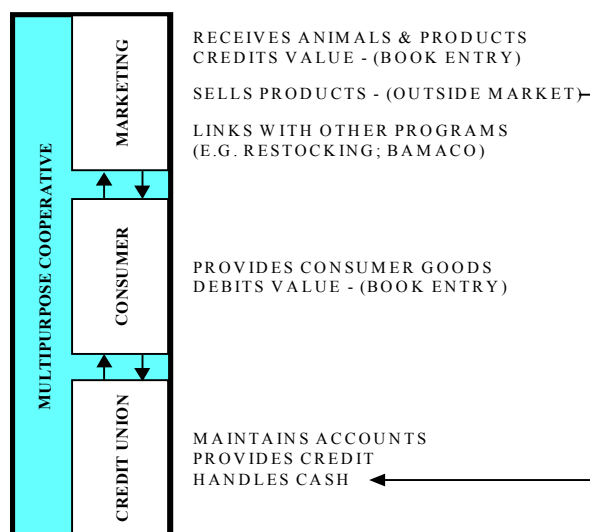 MULTIPURPOSE COOPERATIVE
MARKETING
RECEIVES ANIMALS & PRODUCTS
CREDITS VALUE - (BOOK ENTRY)
SELLS PRODUCTS - (OUTSIDE MARKET)
LINKS WITH OTHER PROGRAMS
(E.G. RESTOCKING; BAMACO)
CONSUMER
PROVIDES CONSUMER GOODS
DEBITS VALUE - (BOOK ENTRY)
CREDIT UNION
MAINTAINS ACCOUNTS
PROVIDES CREDIT
HANDLES CASH